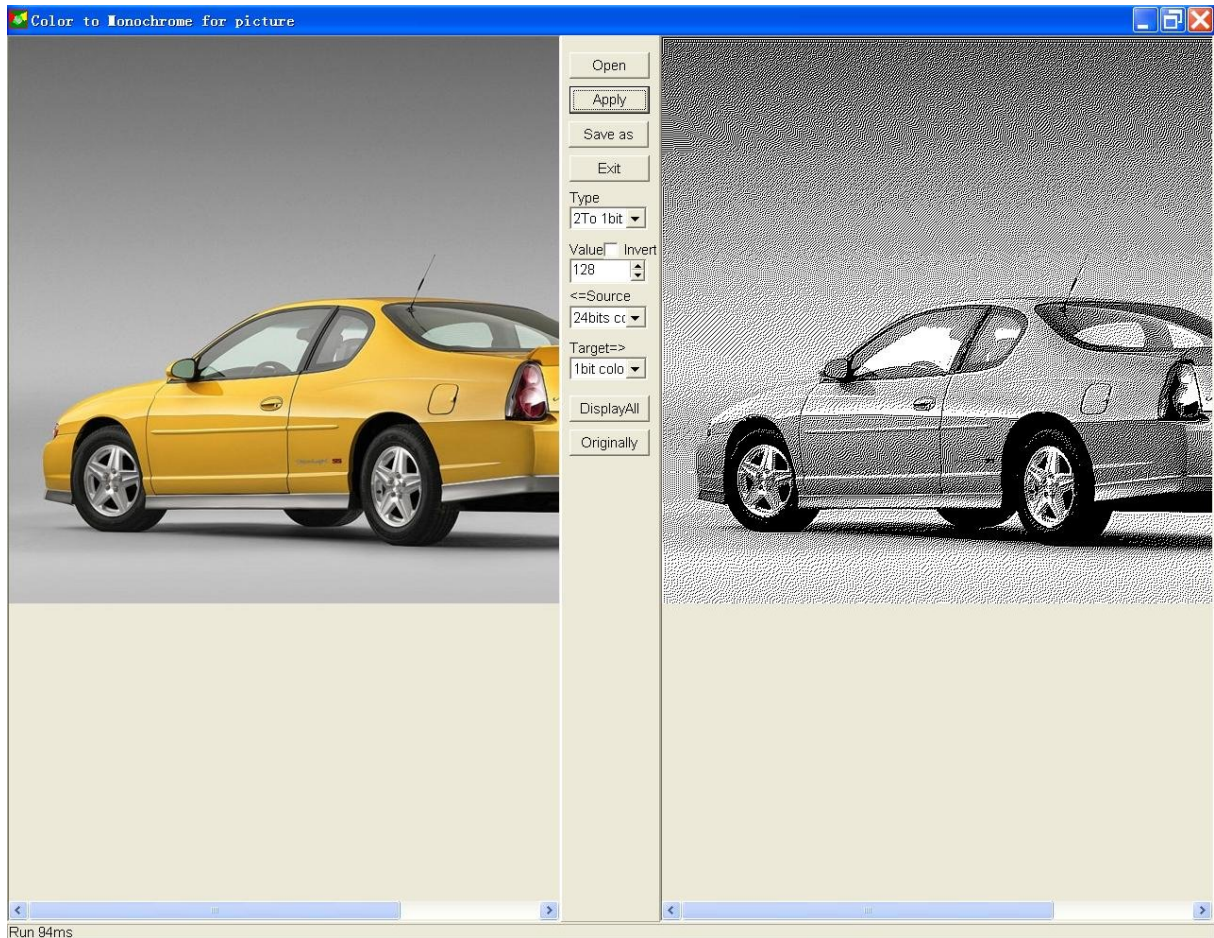 Color to Monochrome for picture
Open
Apply
Save as
Exit
Type
2To 1bit
Value Invert
128
<=Source
24bits cc
Target=>
1bit colo
DisplayAll
Originally
Run 94ms